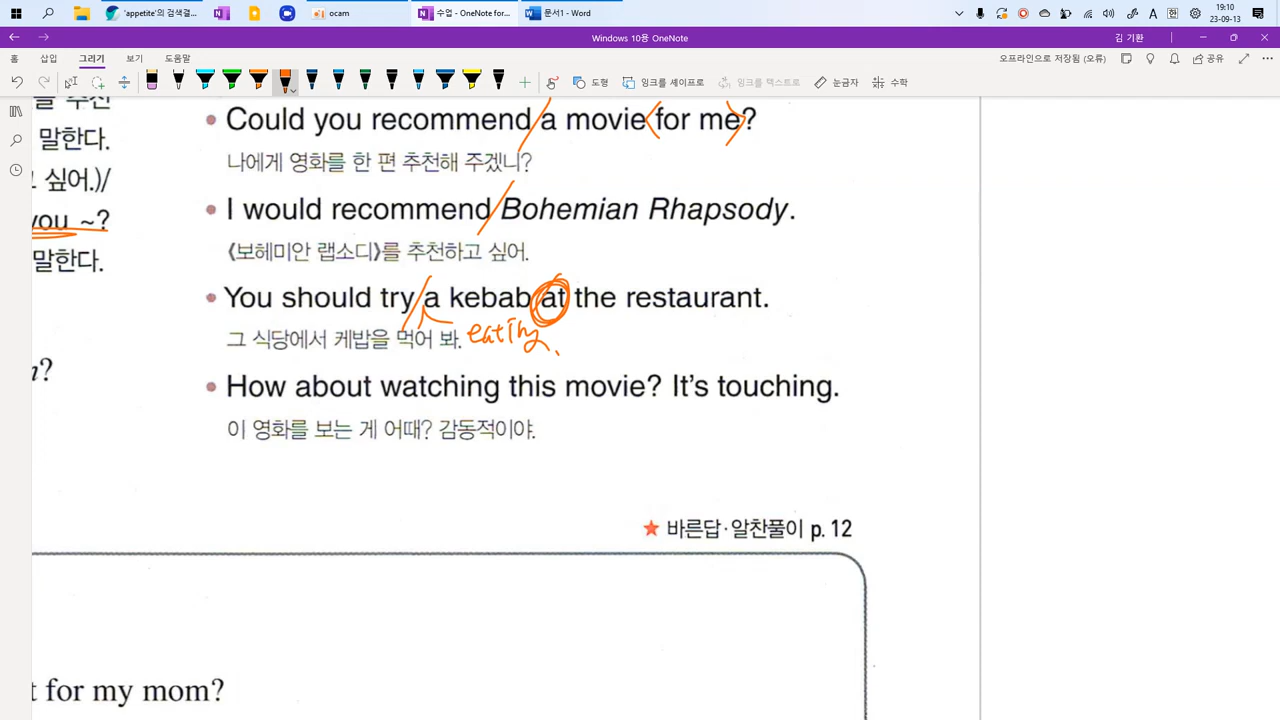 'appetite'의 검색결...
ocam
수업 - OneNote for...
문서1 - Word
A
한
19:10
23-09-13
Windows 10용 OneNote
김 기환
홈
삽입
그리기
보기
도움말
오프라인으로 저장됨 (오류)
공유
도형
잉크를 셰이프로
잉크를 텍스트로
눈금자
수학
말한다.
싶어.)/
you ~?
말한다.
Could you recommend a movie for me?
나에게 영화를 한 편 추천해 주겠니?
I would recommend Bohemian Rhapsody.
《보헤미안 랩소디》를 추천하고 싶어.
You should try a kebab at the restaurant.
그 식당에서 케밥을 먹어 봐.
eating
How about watching this movie? It's touching.
이 영화를 보는 게 어때? 감동적이야.
★ 바른답·알찬풀이 p. 12
t for my mom?